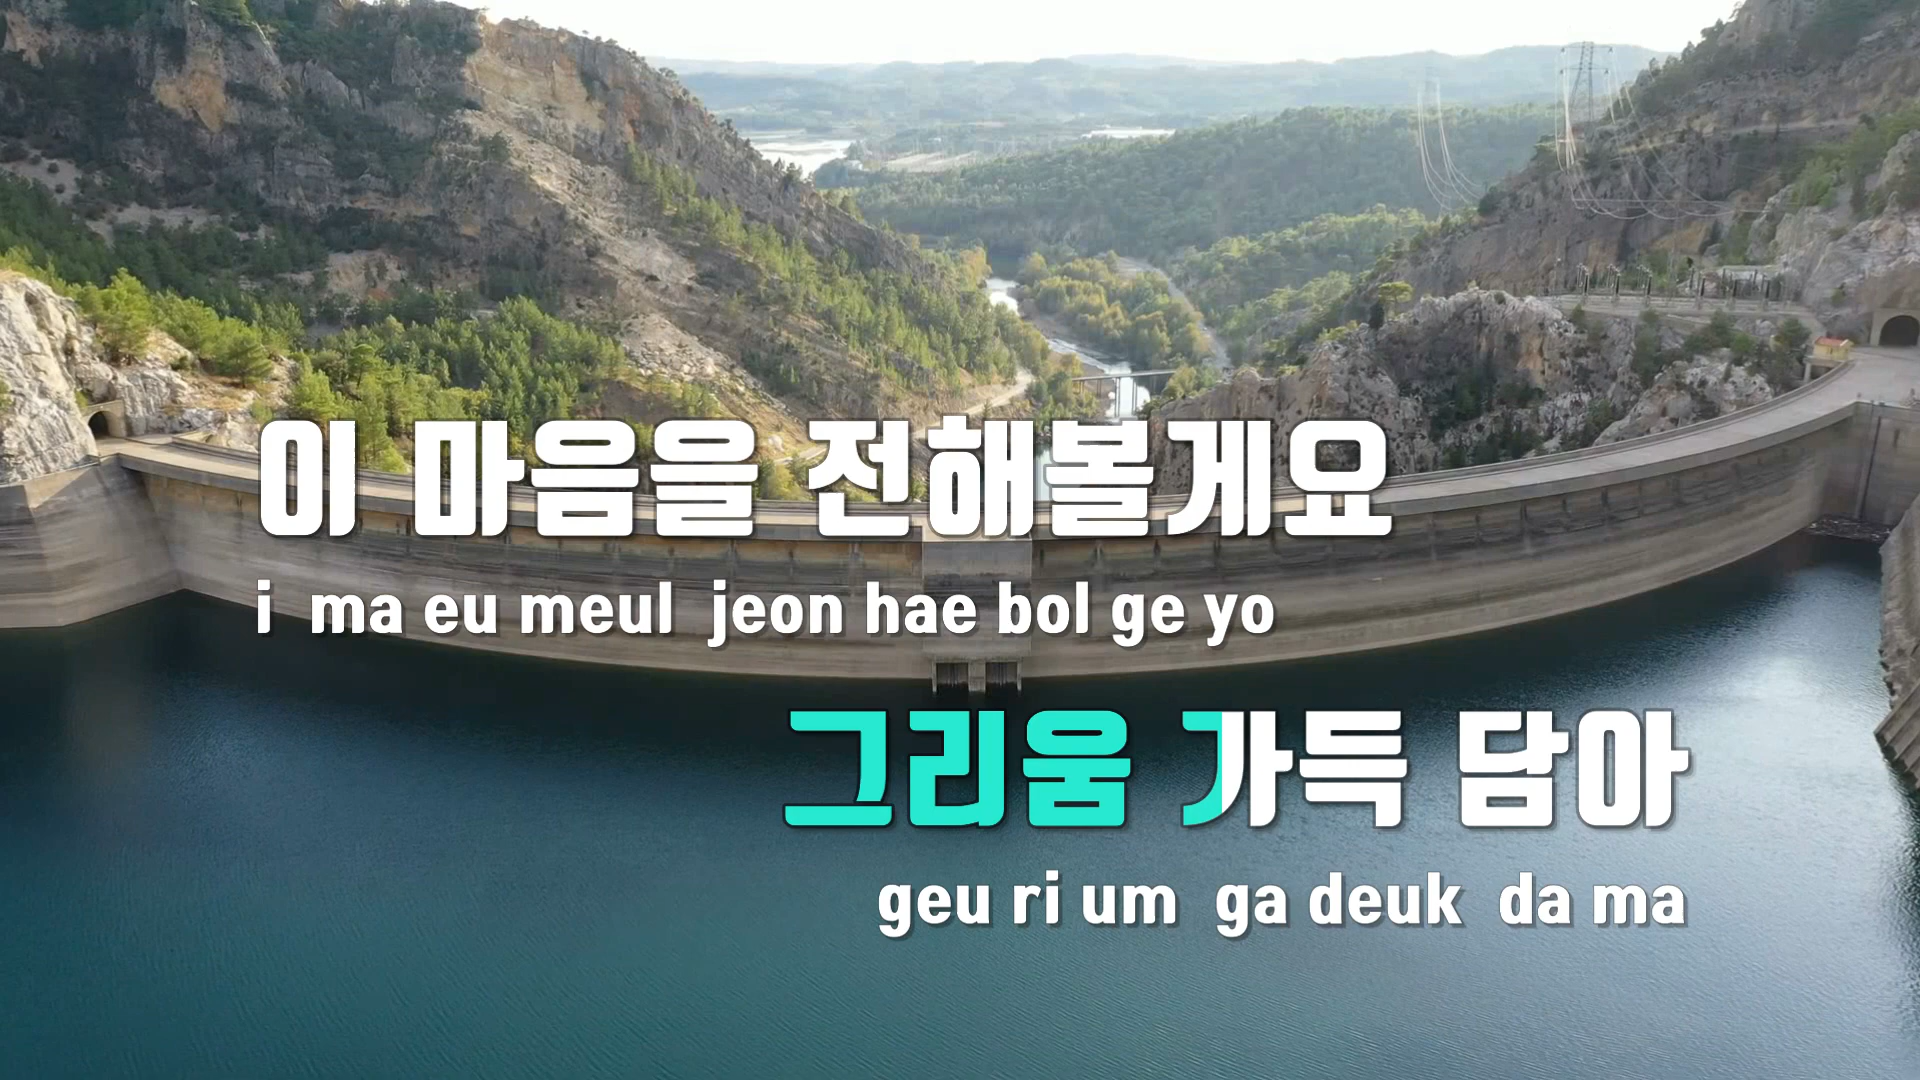 이 마음을 전해볼게요
i ma eu meul jeon hae bol ge yo
그리움 가득 담아
geu ri um ga deuk da ma